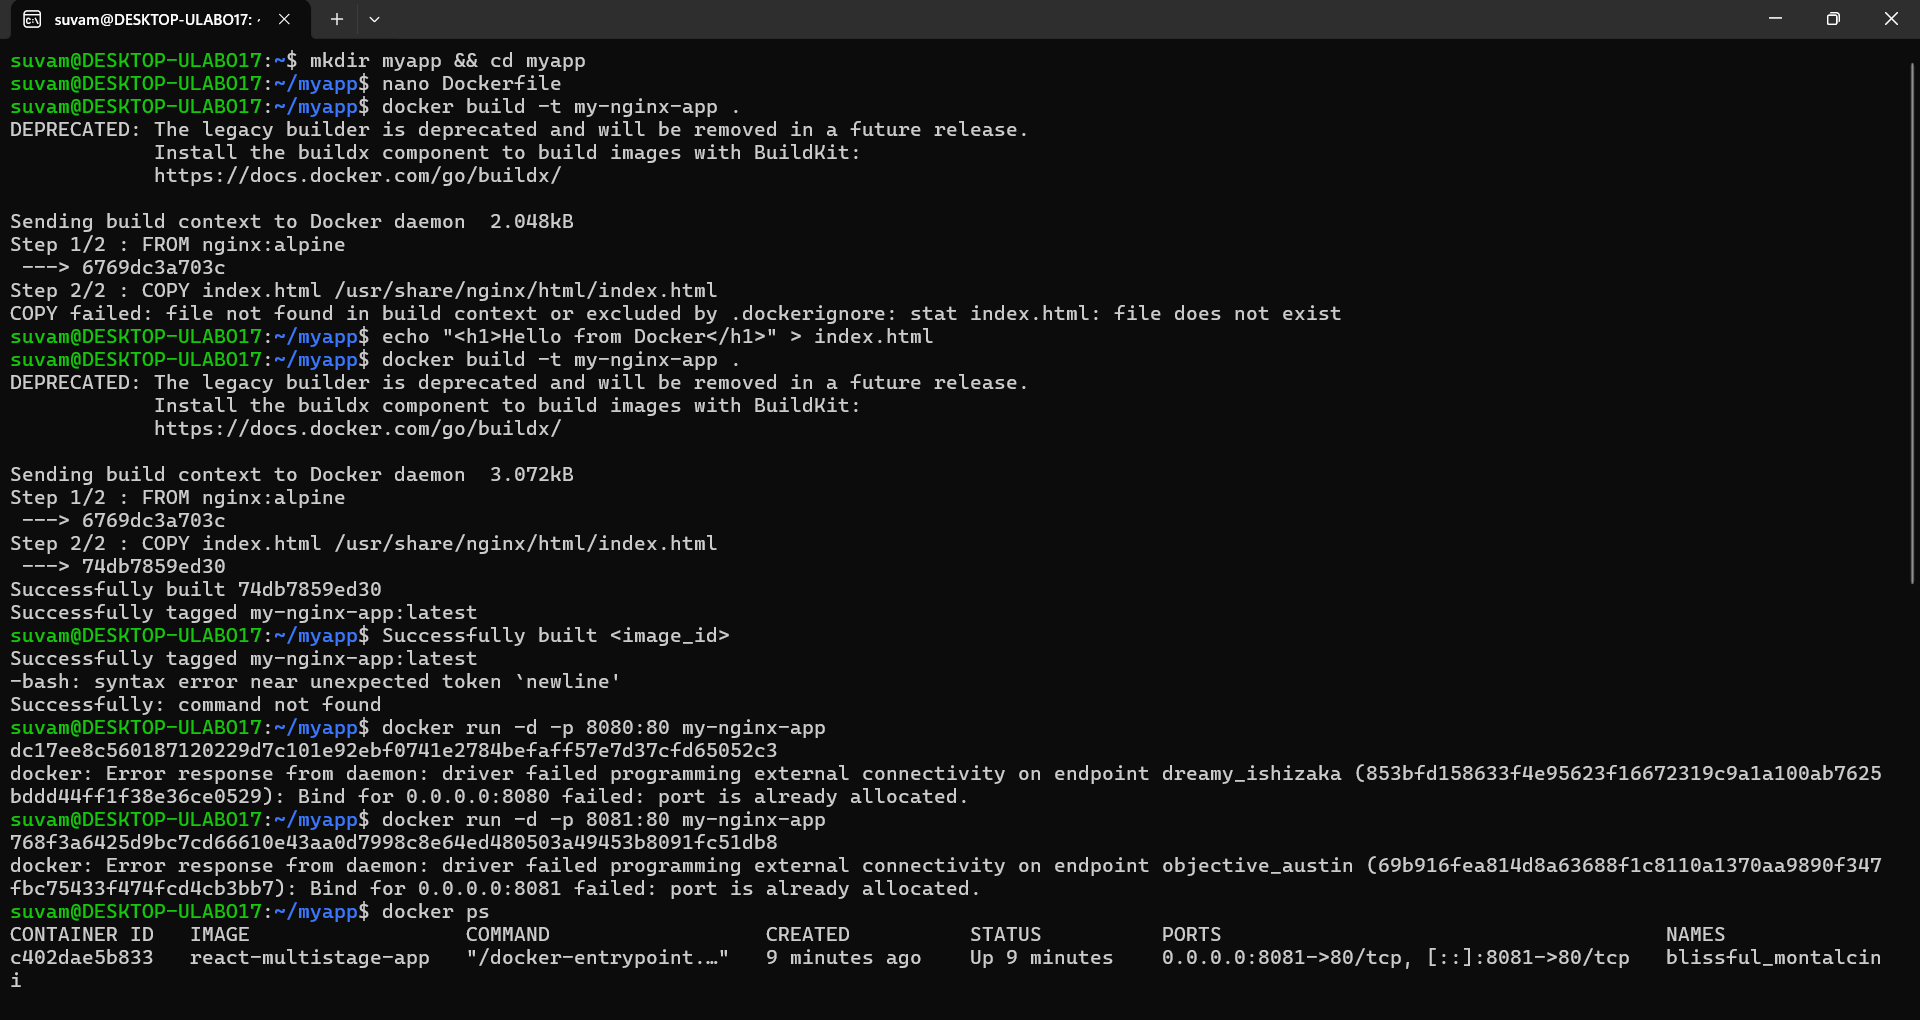 suvam@DESKTOP-ULABO17: ~
suvam@DESKTOP-ULABO17:~$ mkdir myapp && cd myapp
suvam@DESKTOP-ULABO17:~/myapp$ nano Dockerfile
suvam@DESKTOP-ULABO17:~/myapp$ docker build -t my-nginx-app .
DEPRECATED: The legacy builder is deprecated and will be removed in a future release.
            Install the buildx component to build images with BuildKit:
            https://docs.docker.com/go/buildx/

Sending build context to Docker daemon  2.048kB
Step 1/2 : FROM nginx:alpine
 ---> 6769dc3a703c
Step 2/2 : COPY index.html /usr/share/nginx/html/index.html
COPY failed: file not found in build context or excluded by .dockerignore: stat index.html: file does not exist
suvam@DESKTOP-ULABO17:~/myapp$ echo "<h1>Hello from Docker</h1>" > index.html
suvam@DESKTOP-ULABO17:~/myapp$ docker build -t my-nginx-app .
DEPRECATED: The legacy builder is deprecated and will be removed in a future release.
            Install the buildx component to build images with BuildKit:
            https://docs.docker.com/go/buildx/

Sending build context to Docker daemon  3.072kB
Step 1/2 : FROM nginx:alpine
 ---> 6769dc3a703c
Step 2/2 : COPY index.html /usr/share/nginx/html/index.html
 ---> 74db7859ed30
Successfully built 74db7859ed30
Successfully tagged my-nginx-app:latest
suvam@DESKTOP-ULABO17:~/myapp$ Successfully built <image_id>
Successfully tagged my-nginx-app:latest
-bash: syntax error near unexpected token `newline'
Successfully: command not found
suvam@DESKTOP-ULABO17:~/myapp$ docker run -d -p 8080:80 my-nginx-app
dc17ee8c560187120229d7c101e92ebf0741e2784befaff57e7d37cfd65052c3
docker: Error response from daemon: driver failed programming external connectivity on endpoint dreamy_ishizaka (853bfd158633f4e95623f16672319c9a1a100ab7625
bddd44ff1f38e36ce0529): Bind for 0.0.0.0:8080 failed: port is already allocated.
suvam@DESKTOP-ULABO17:~/myapp$ docker run -d -p 8081:80 my-nginx-app
768f3a6425d9bc7cd66610e43aa0d7998c8e64ed480503a49453b8091fc51db8
docker: Error response from daemon: driver failed programming external connectivity on endpoint objective_austin (69b916fea814d8a63688f1c8110a1370aa9890f347
fbc75433f474fcd4cb3bb7): Bind for 0.0.0.0:8081 failed: port is already allocated.
suvam@DESKTOP-ULABO17:~/myapp$ docker ps
CONTAINER ID   IMAGE                  COMMAND                  CREATED          STATUS          PORTS                                     NAMES
c402dae5b833   react-multistage-app   "/docker-entrypoint.…"   9 minutes ago    Up 9 minutes    0.0.0.0:8081->80/tcp, [::]:8081->80/tcp   blissful_montalcin
i